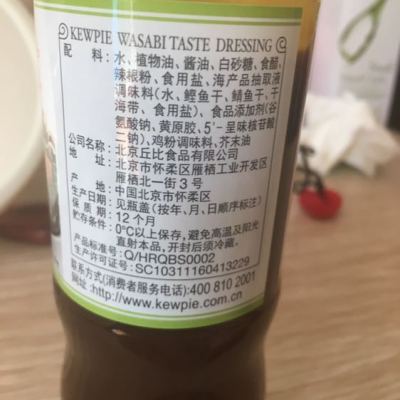 KEWPIE WASABI TASTE DRESSING
配 料：水、植物油、酱油、白砂糖、食醋、
辣根粉、食用盐、海产品抽取液
调味料（水、鲣鱼干、鲭鱼干、干
海带、食用盐）、食品添加剂（谷
氨酸钠、黄原胶、5'-呈味核苷酸
二钠）、鸡粉调味料、芥末油
公司名称：北京丘比食品有限公司
地 址：北京市怀柔区雁栖工业开发区
雁栖北一街3号
产 地：中国北京市怀柔区
生产日期：见瓶盖（按年、月、日顺序标注）
保 质 期：12个月
贮存条件：0℃以上保存，避免高温及阳光
直射本品，开封后须冷藏。
产品标准号：Q/HRQBS0002
生产许可证号：SC10311160413229
联系方式(消费者服务电话)：400 810 2001
网址：http://www.kewpie.com.cn